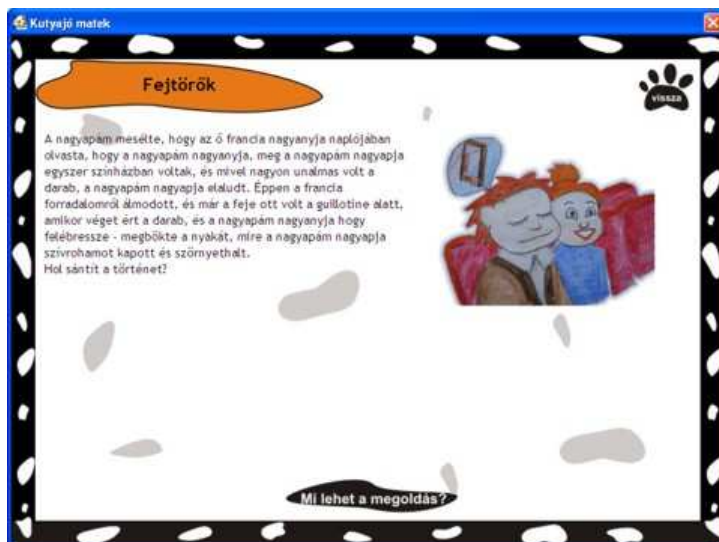 Kutyajó matek
Fejtörők
vissza
A nagyapám mesélte, hogy az ő francia nagyanyja naplójában
olvasta, hogy a nagyapám nagyanyja, meg a nagyapám nagyapja
egyszer színházban voltak, és mivel nagyon unalmas volt a
darab, a nagyapám nagyapja elaludt. Éppen a francia
forradalomról álmodott, és már a feje ott volt a guillotine alatt,
amikor véget ért a darab, és a nagyapám nagyanyja hogy
felébressze - megbökte a nyakát, mire a nagyapám nagyapja
szívrohamot kapott és szörnyethalt.
Hol sántít a történet?
Mi lehet a megoldás?